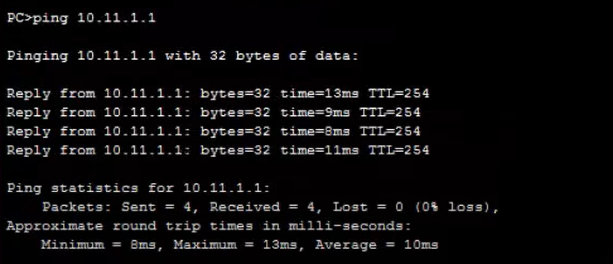 PC>ping 10.11.1.1
Pinging 10.11.1.1 with 32 bytes of data:
Reply from 10.11.1.1: bytes=32 time=13ms TTL=254
Reply from 10.11.1.1: bytes=32 time=9ms TTL=254
Reply from 10.11.1.1: bytes=32 time=8ms TTL=254
Reply from 10.11.1.1: bytes=32 time=11ms TTL=254
Ping statistics for 10.11.1.1:
Packets: Sent = 4, Received = 4, Lost = 0 (0% loss),
Approximate round trip times in milli-seconds:
Minimum = 8ms, Maximum = 13ms, Average = 10ms